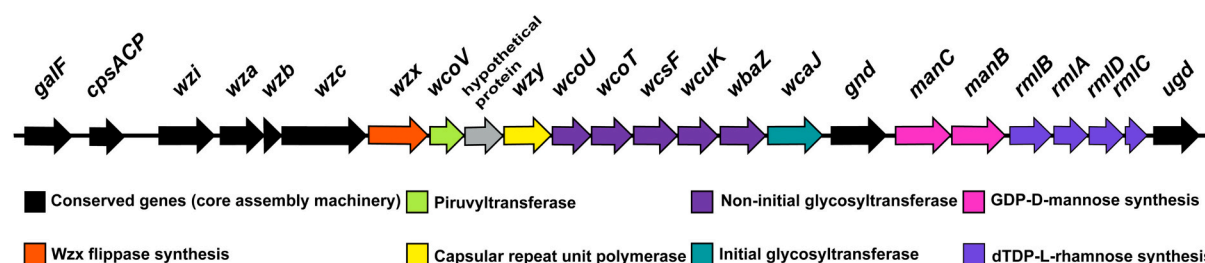 galF cpsACP wzi wza wzb wzc wzx wcoV hypothetical protein wzy wcoU wcoT wcsF wcuK wbaZ wcaJ gnd manC manB rmlB rmlA rmlD rmlC ugd
Conserved genes (core assembly machinery) Piruvyltransferase Non-initial glycosyltransferase GDP-D-mannose synthesis
Wzx flippase synthesis Capsular repeat unit polymerase Initial glycosyltransferase dTDP-L-rhamnose synthesis